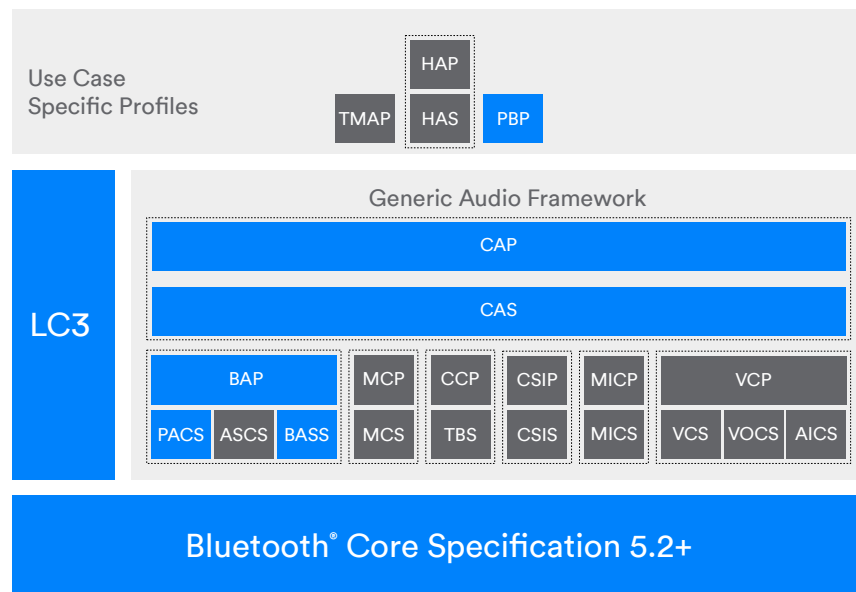 Use Case
Specific Profiles
HAP
TMAP
HAS
PBP
LC3
Generic Audio Framework
CAP
CAS
BAP
MCP
CCP
CSIP
MICP
VCP
PACS
ASCS
BASS
MCS
TBS
CSIS
MICS
VCS
VOCS
AICS
Bluetooth® Core Specification 5.2+